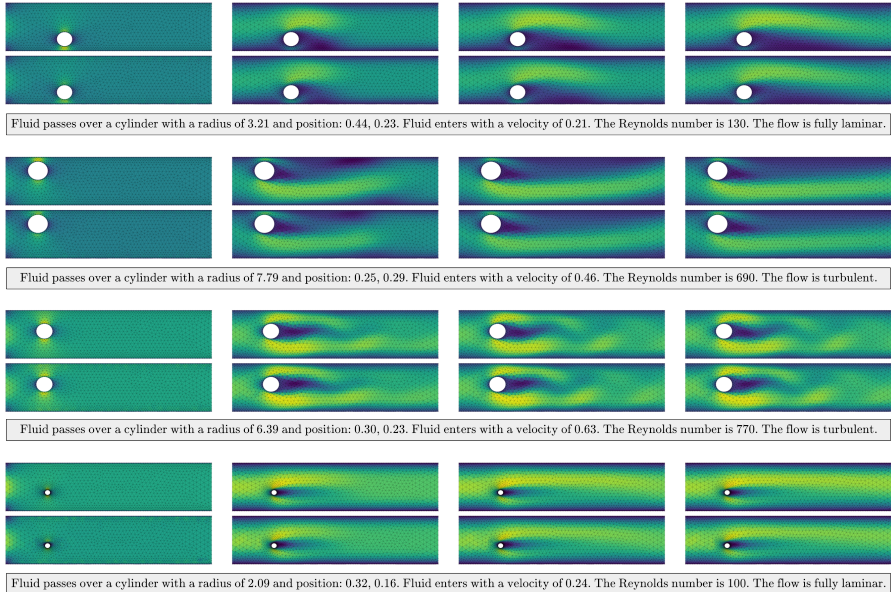 Fluid passes over a cylinder with a radius of 3.21 and position: 0.44, 0.23. Fluid enters with a velocity of 0.21. The Reynolds number is 130. The flow is fully laminar.
Fluid passes over a cylinder with a radius of 7.79 and position: 0.25, 0.29. Fluid enters with a velocity of 0.46. The Reynolds number is 690. The flow is turbulent.
Fluid passes over a cylinder with a radius of 6.39 and position: 0.30, 0.23. Fluid enters with a velocity of 0.63. The Reynolds number is 770. The flow is turbulent.
Fluid passes over a cylinder with a radius of 2.09 and position: 0.32, 0.16. Fluid enters with a velocity of 0.24. The Reynolds number is 100. The flow is fully laminar.